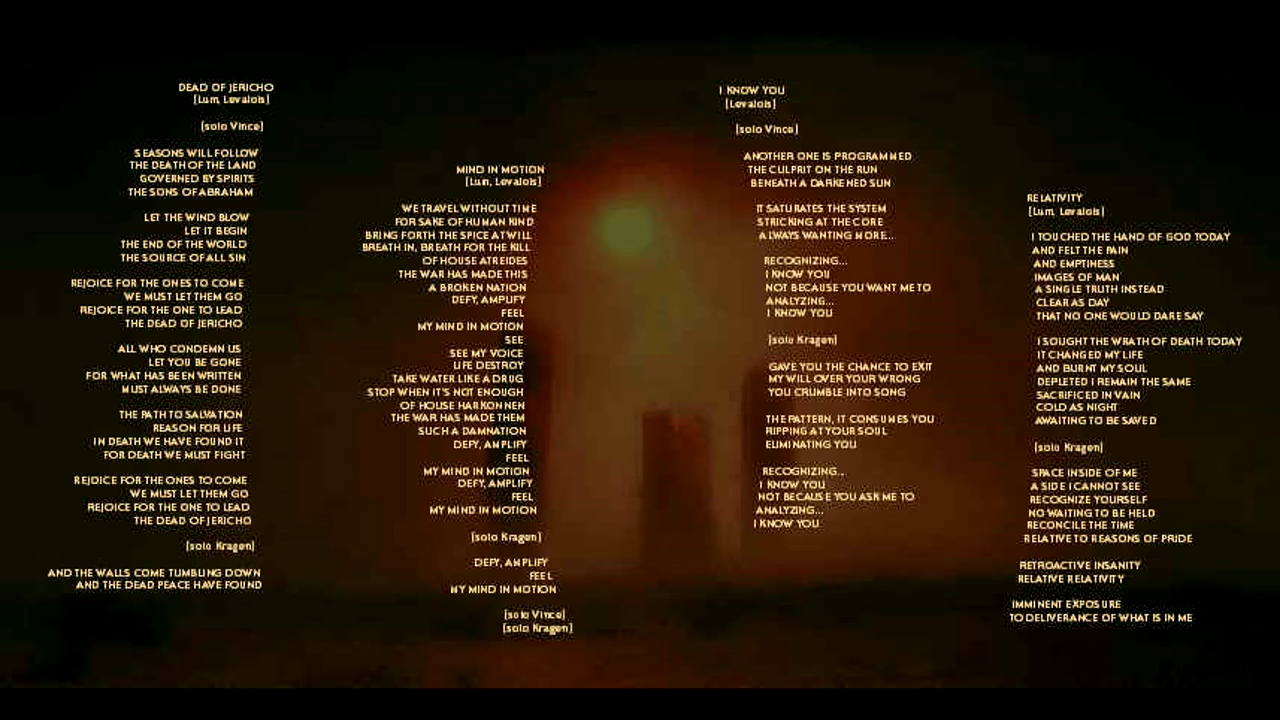 DEAD OF JERICHO
[Lum, Levalois]
[solo Vince]
SEASONS WILL FOLLOW
THE DEATH OF THE LAND
GOVERNED BY SPIRITS
THE SONS OF ABRAHAM
LET THE WIND BLOW
LET IT BEGIN
THE END OF THE WORLD
THE SOURCE OF ALL SIN
REJOICE FOR THE ONES TO COME
WE MUST LET THEM GO
REJOICE FOR THE ONE TO LEAD
THE DEAD OF JERICHO
ALL WHO CONDEMN US
LET YOU BE GONE
FOR WHAT HAS BEEN WRITTEN
MUST ALWAYS BE DONE
THE PATH TO SALVATION
REASON FOR LIFE
IN DEATH WE HAVE FOUND IT
FOR DEATH WE MUST FIGHT
REJOICE FOR THE ONES TO COME
WE MUST LET THEM GO
REJOICE FOR THE ONE TO LEAD
THE DEAD OF JERICHO
[solo Kragen]
AND THE WALLS COME TUMBLING DOWN
AND THE DEAD PEACE HAVE FOUND
MIND IN MOTION
[Lum, Levalois]
WE TRAVEL WITHOUT TIME
FOR SAKE OF HUMAN KIND
BRING FORTH THE SPICE AT WILL
BREATH IN, BREATH FOR THE KILL
OF HOUSE ATREIDES
THE WAR HAS MADE THIS
A BROKEN NATION
DEFY, AMPLIFY
FEEL
MY MIND IN MOTION
SEE
SEE MY VOICE
LIFE DESTROY
TAKE WATER LIKE A DRUG
STOP WHEN IT'S NOT ENOUGH
OF HOUSE HARKONNEN
THE WAR HAS MADE THEM
SUCH A DAMNATION
DEFY, AMPLIFY
FEEL
MY MIND IN MOTION
DEFY, AMPLIFY
FEEL
MY MIND IN MOTION
[solo Kragen]
DEFY, AMPLIFY
FEEL
MY MIND IN MOTION
[solo Vince]
[solo Kragen]
I KNOW YOU
[Levalois]
[solo Vince]
ANOTHER ONE IS PROGRAMMED
THE CULPRIT ON THE RUN
BENEATH A DARKENED SUN
IT SATURATES THE SYSTEM
STRICKING AT THE CORE
ALWAYS WANTING MORE...
RECOGNIZING...
I KNOW YOU
NOT BECAUSE YOU WANT ME TO
ANALYZING...
I KNOW YOU
[solo Kragen]
GAVE YOU THE CHANCE TO EXIT
MY WILL OVER YOUR WRONG
YOU CRUMBLE INTO SONG
THE PATTERN, IT CONSUMES YOU
RIPPING AT YOUR SOUL
ELIMINATING YOU
RECOGNIZING...
I KNOW YOU
NOT BECAUSE YOU ASK ME TO
ANALYZING...
I KNOW YOU
RELATIVITY
[Lum, Levalois]
I TOUCHED THE HAND OF GOD TODAY
AND FELT THE PAIN
AND EMPTINESS
IMAGES OF MAN
A SINGLE TRUTH INSTEAD
CLEAR AS DAY
THAT NO ONE WOULD DARE SAY
I SOUGHT THE WRATH OF DEATH TODAY
IT CHANGED MY LIFE
AND BURNT MY SOUL
DEPLETED I REMAIN THE SAME
SACRIFICED IN VAIN
COLD AS NIGHT
AWAITING TO BE SAVED
[solo Kragen]
SPACE INSIDE OF ME
A SIDE I CANNOT SEE
RECOGNIZE YOURSELF
NO WAITING TO BE HELD
RECONCILE THE TIME
RELATIVE TO REASONS OF PRIDE
RETROACTIVE INSANITY
RELATIVE RELATIVITY
IMMINENT EXPOSURE
TO DELIVERANCE OF WHAT IS IN ME